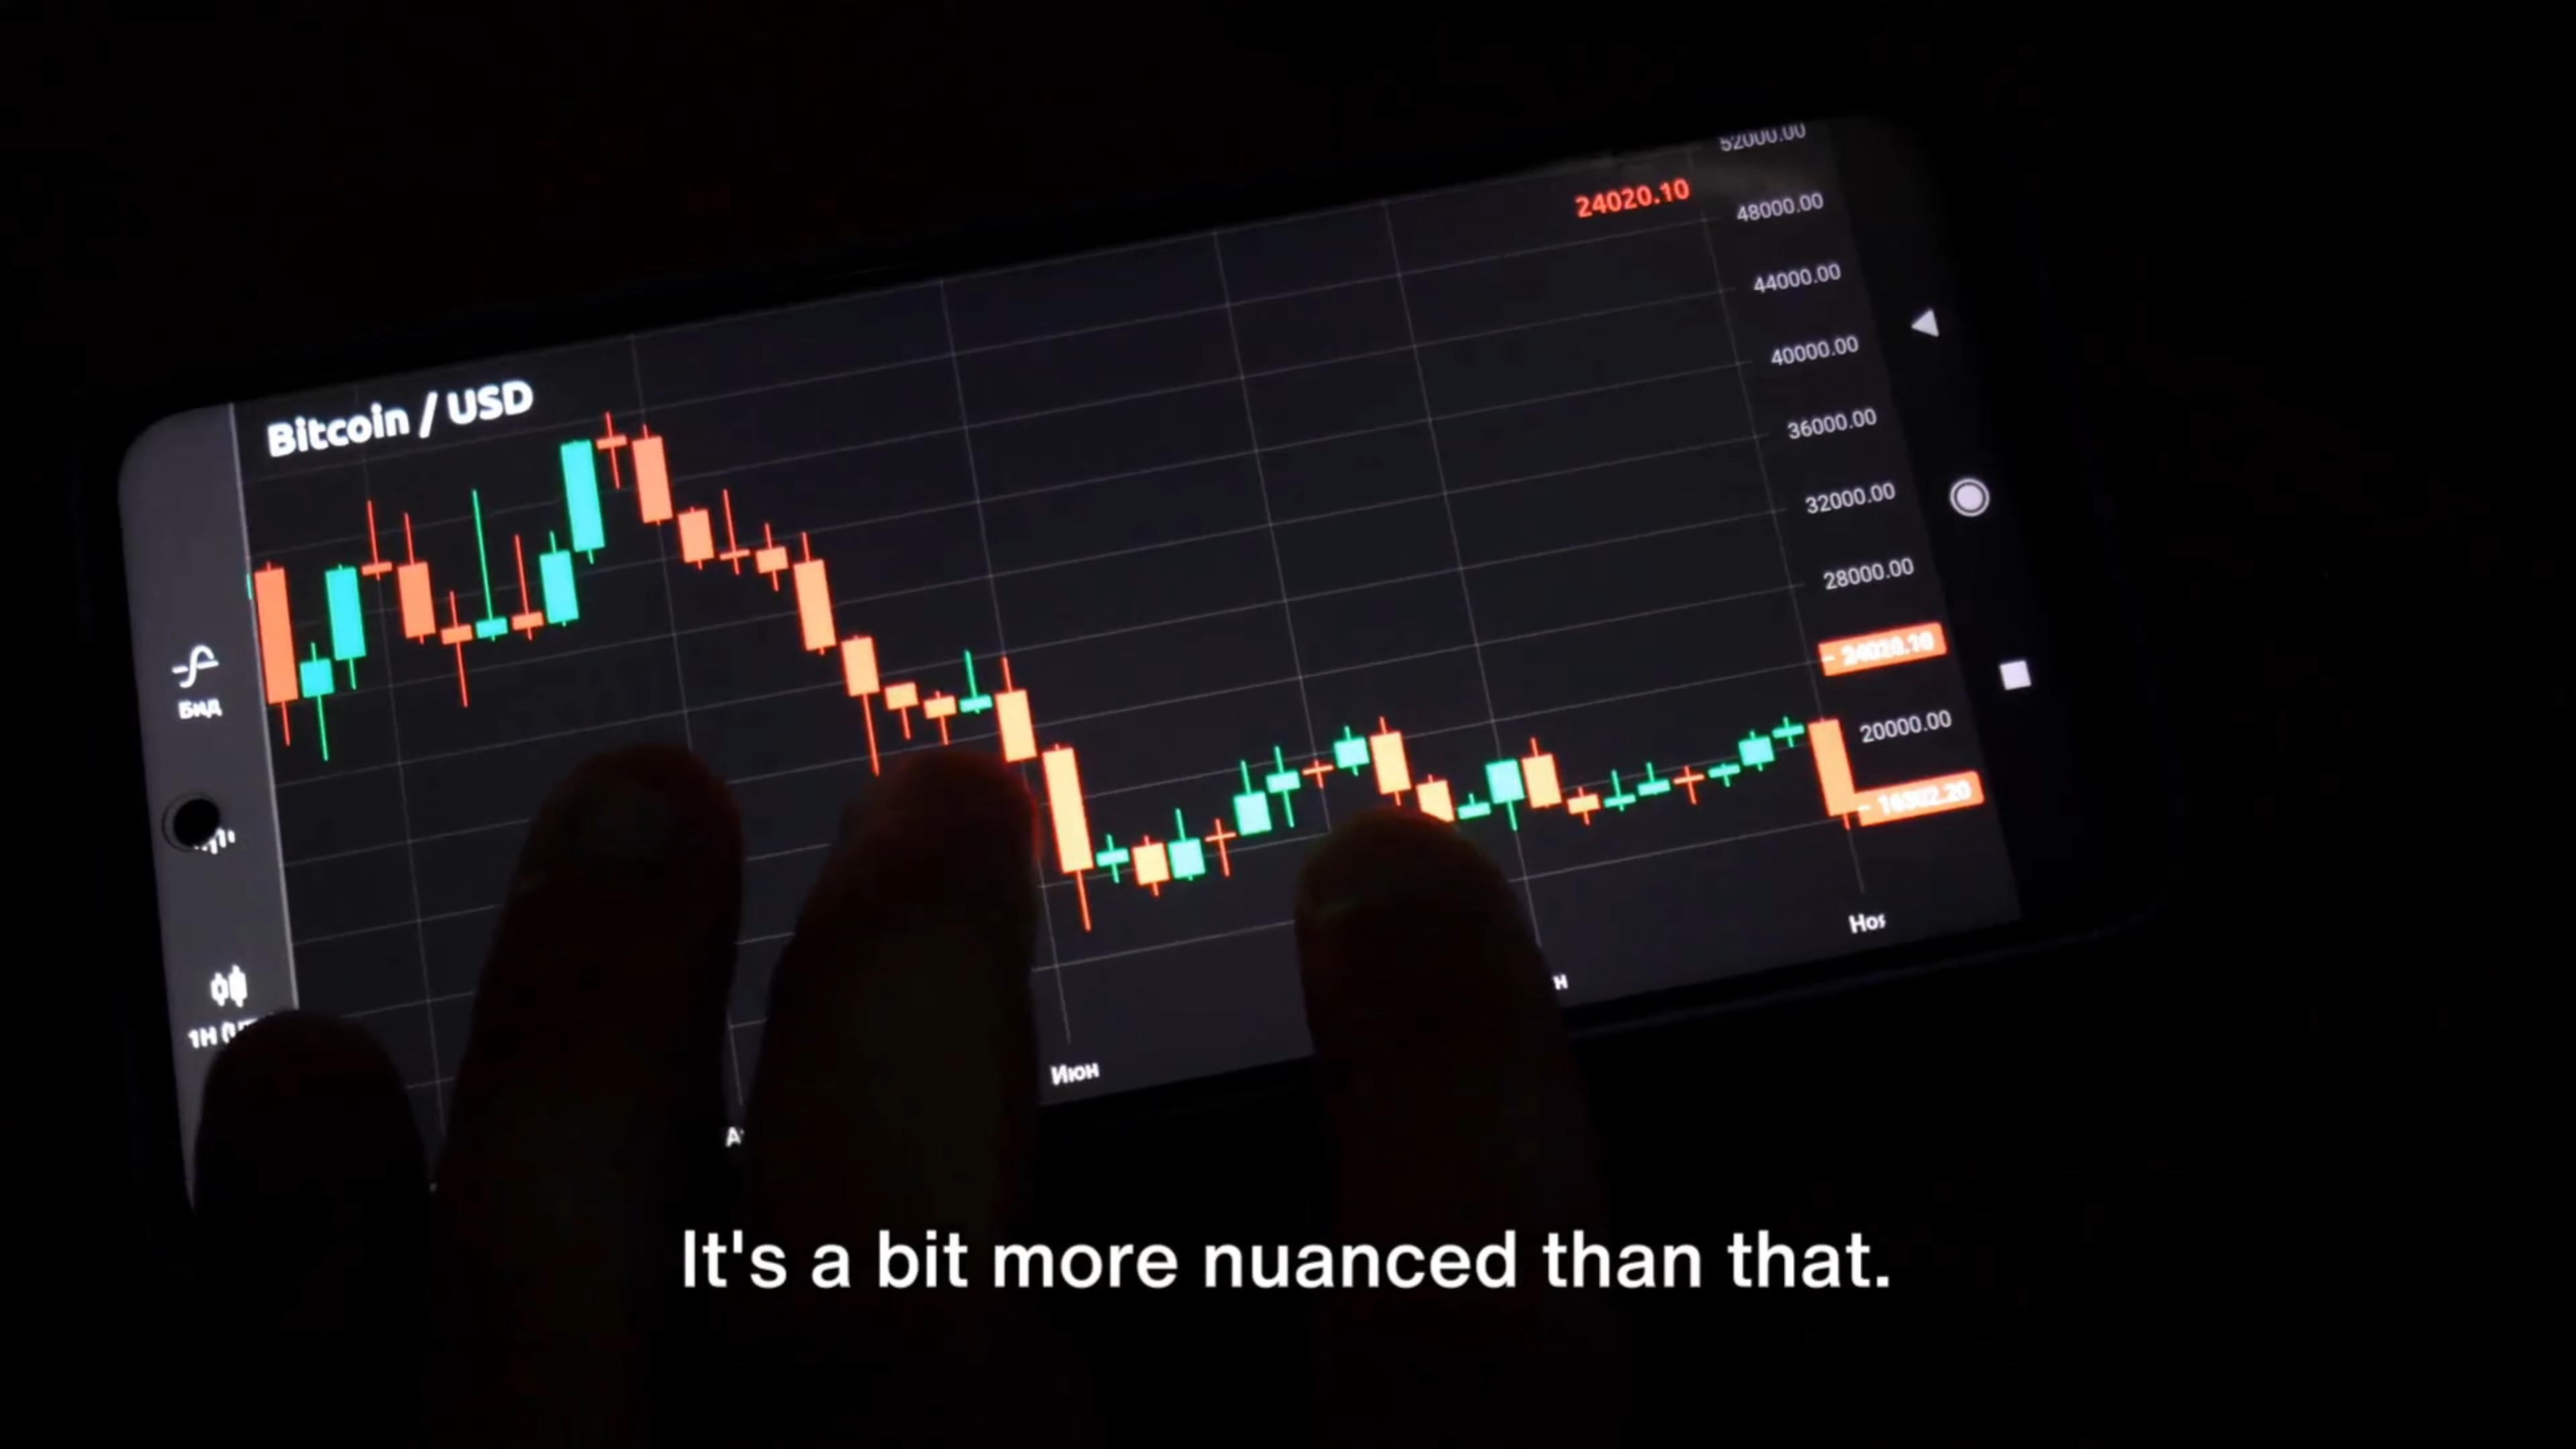 Bitcoin / USD
24020.10
52000.00
48000.00
44000.00
40000.00
36000.00
32000.00
28000.00
24020.10
20000.00
16302.20
Бид
1H
Июн
It's a bit more nuanced than that.